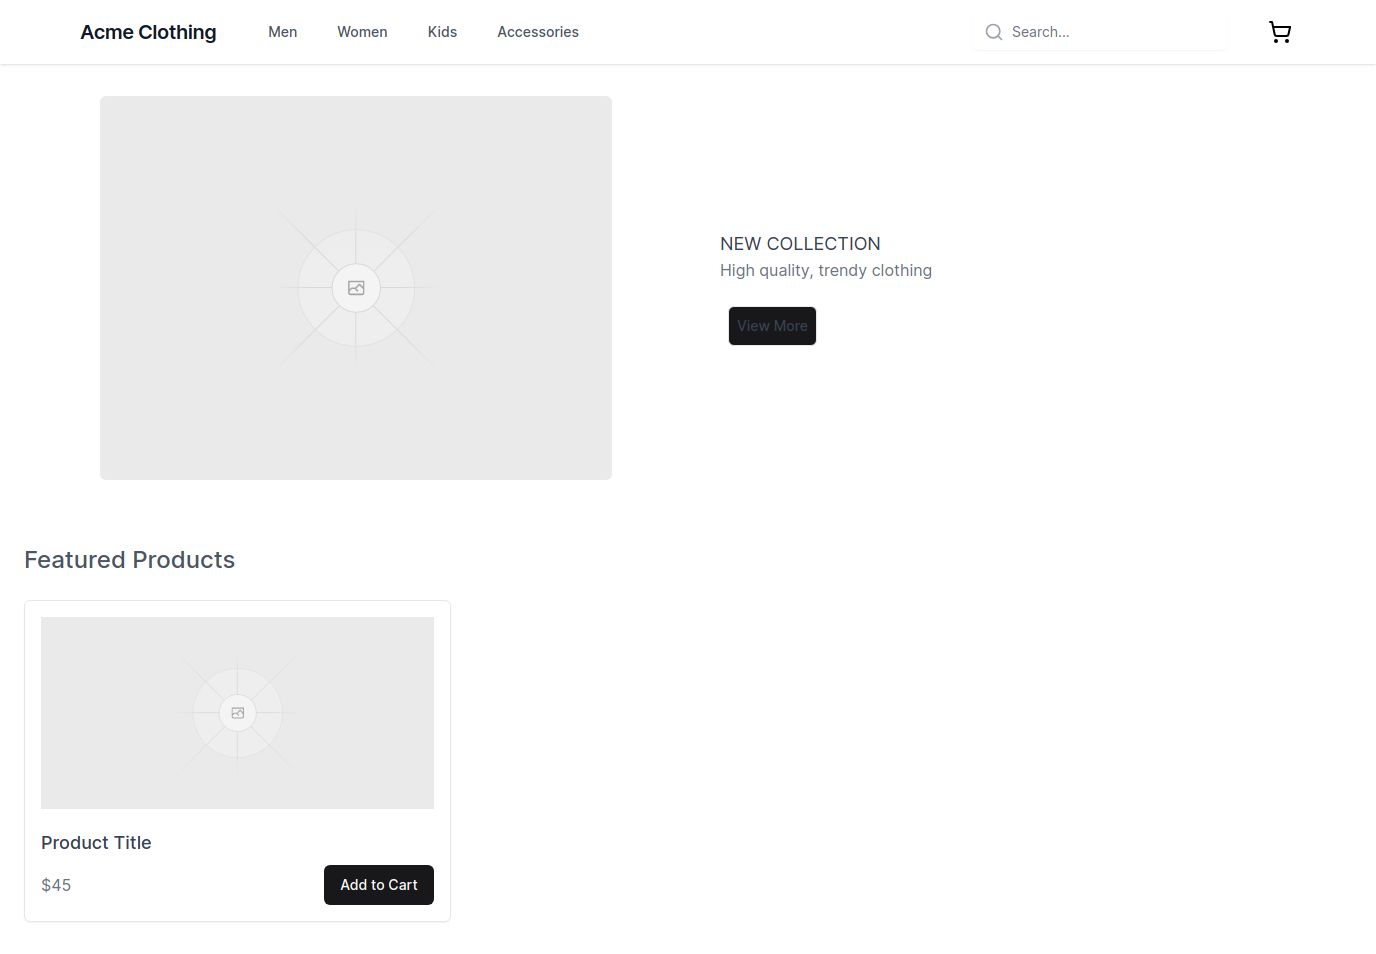 Acme Clothing
Men
Women
Kids
Accessories
Search...
NEW COLLECTION
High quality, trendy clothing
View More
Featured Products
Product Title
$45
Add to Cart